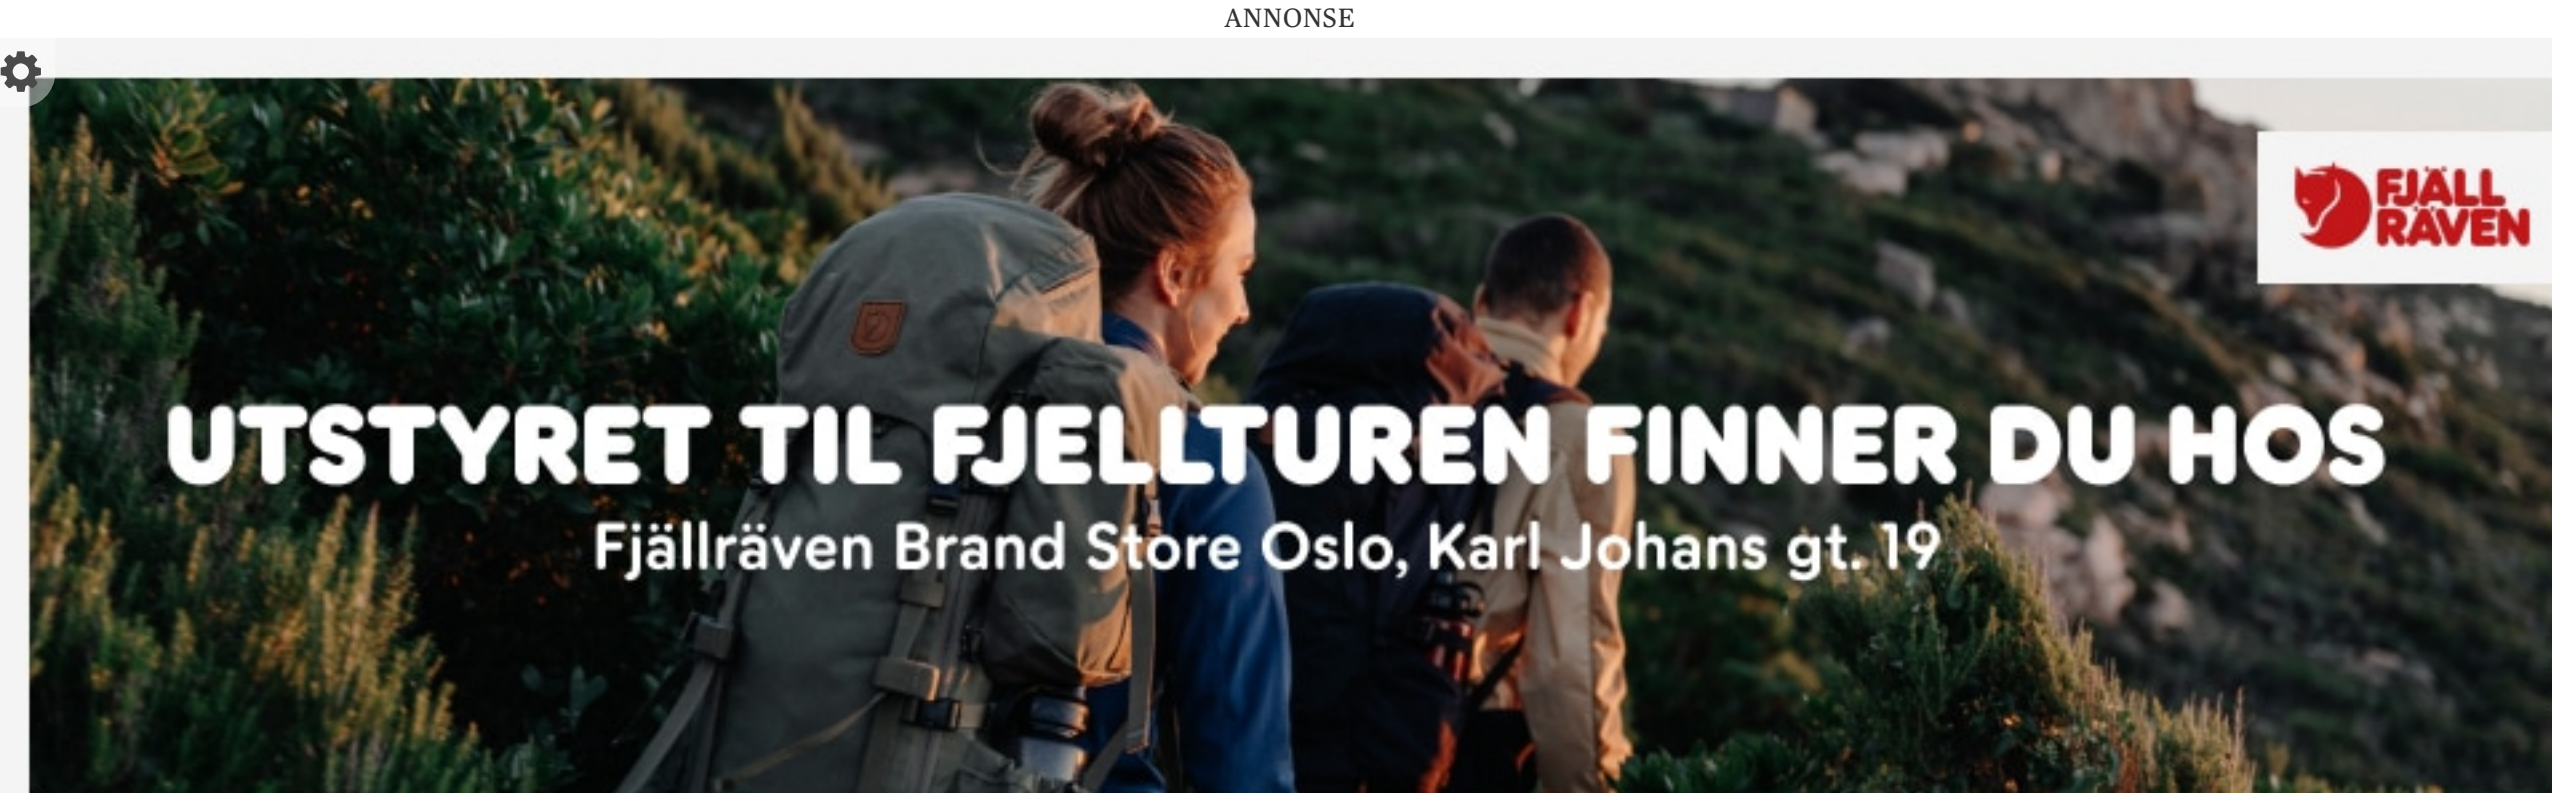 ANNONSE
FJÄLL
RÄVEN
UTSTYRET TIL FJELLTUREN FINNER DU HOS
Fjällräven Brand Store Oslo, Karl Johans gt. 19